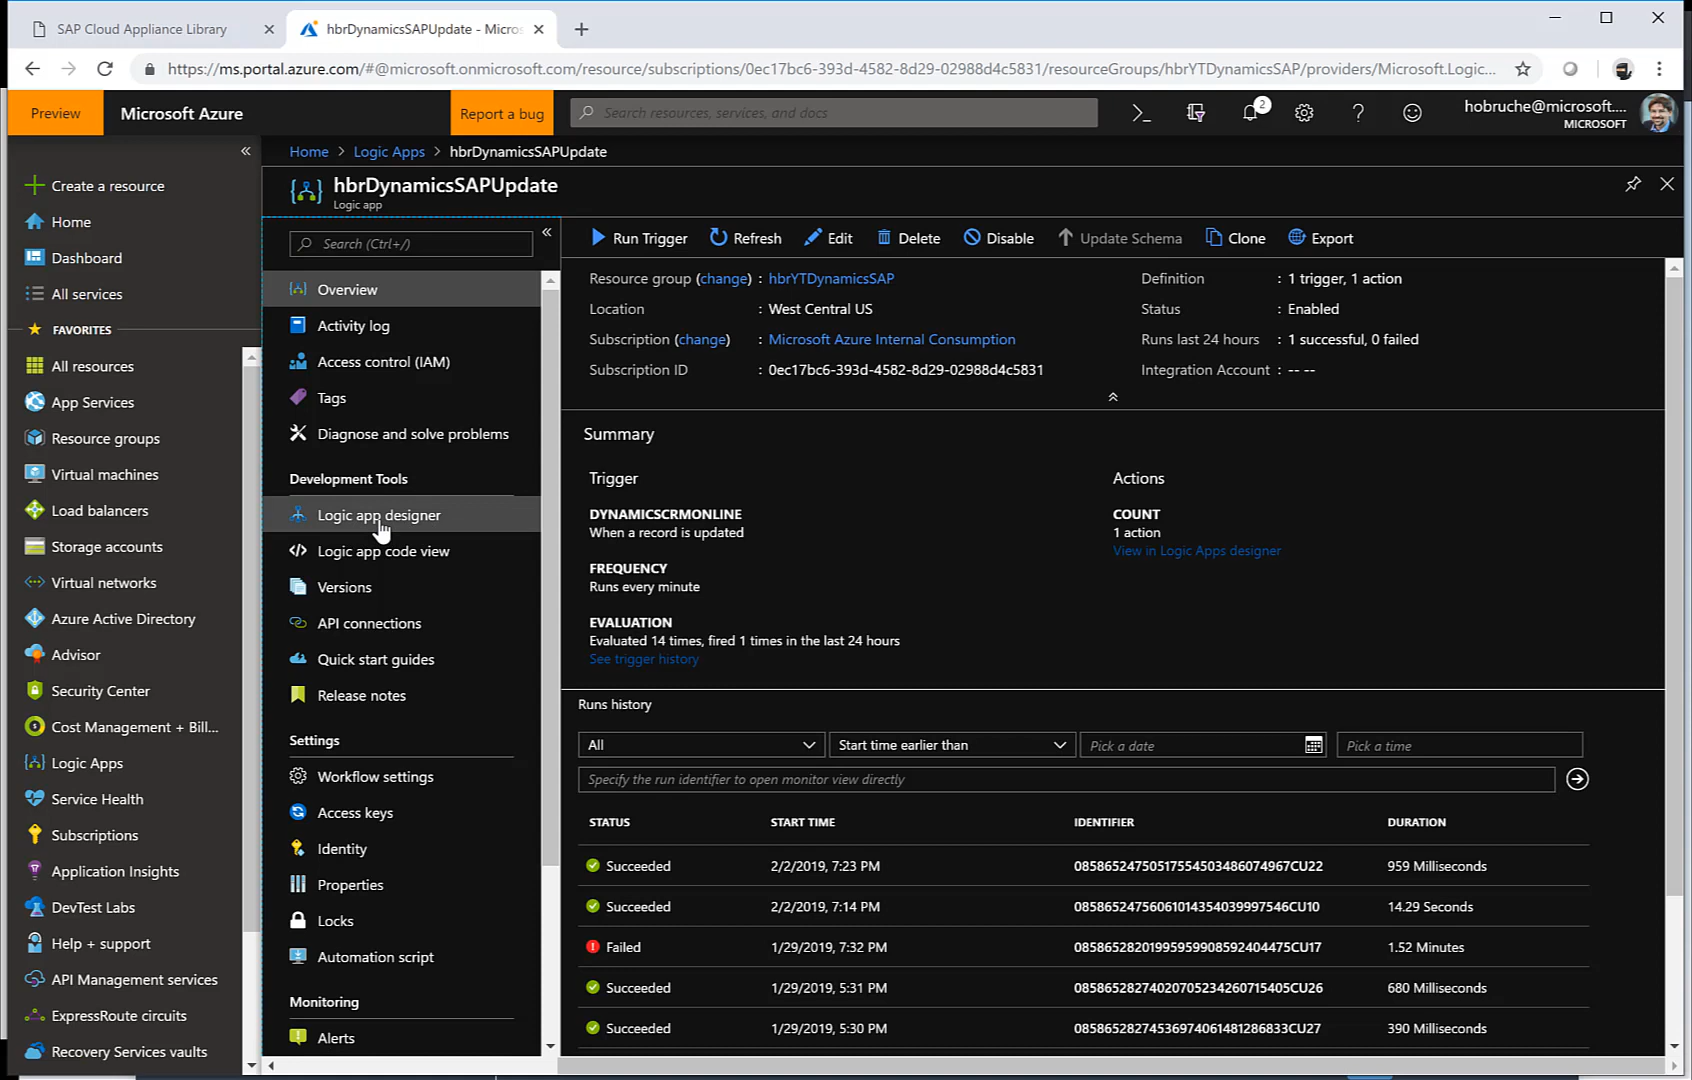 SAP Cloud Appliance Library
hbrDynamicsSAPUpdate - Micros
https://ms.portal.azure.com/#@microsoft.onmicrosoft.com/resource/subscriptions/0ec17bc6-393d-4582-8d29-02988d4c5831/resourceGroups/hbrYTDynamicsSAP/providers/Microsoft.Logic...
Preview
Microsoft Azure
Report a bug
Search resources, services, and docs
2
hobruche@microsoft....
MICROSOFT
Create a resource
Home
Dashboard
All services
FAVORITES
All resources
App Services
Resource groups
Virtual machines
Load balancers
Storage accounts
Virtual networks
Azure Active Directory
Advisor
Security Center
Cost Management + Bill...
Logic Apps
Service Health
Subscriptions
Application Insights
DevTest Labs
Help + support
API Management services
ExpressRoute circuits
Recovery Services vaults
Home > Logic Apps > hbrDynamicsSAPUpdate
hbrDynamicsSAPUpdate
Logic app
Search (Ctrl+/)
Overview
Activity log
Access control (IAM)
Tags
Diagnose and solve problems
Development Tools
Logic app designer
Logic app code view
Versions
API connections
Quick start guides
Release notes
Settings
Workflow settings
Access keys
Identity
Properties
Locks
Automation script
Monitoring
Alerts
Run Trigger Refresh Edit Delete Disable Update Schema Clone Export
Resource group (change) : hbrYTDynamicsSAP
Location : West Central US
Subscription (change) : Microsoft Azure Internal Consumption
Subscription ID : 0ec17bc6-393d-4582-8d29-02988d4c5831
Definition : 1 trigger, 1 action
Status : Enabled
Runs last 24 hours : 1 successful, 0 failed
Integration Account : -- --
Summary
Trigger
DYNAMICSCRMONLINE
When a record is updated
FREQUENCY
Runs every minute
EVALUATION
Evaluated 14 times, fired 1 times in the last 24 hours
See trigger history
Actions
COUNT
1 action
View in Logic Apps designer
Runs history
All Start time earlier than Pick a date Pick a time
Specify the run identifier to open monitor view directly
STATUS START TIME IDENTIFIER DURATION
Succeeded 2/2/2019, 7:23 PM 08586524750517554503486074967CU22 959 Milliseconds
Succeeded 2/2/2019, 7:14 PM 08586524756061014354039997546CU10 14.29 Seconds
Failed 1/29/2019, 7:32 PM 08586528201995959908592404475CU17 1.52 Minutes
Succeeded 1/29/2019, 5:31 PM 08586528274020705234260715405CU26 680 Milliseconds
Succeeded 1/29/2019, 5:30 PM 08586528274536974061481286833CU27 390 Milliseconds